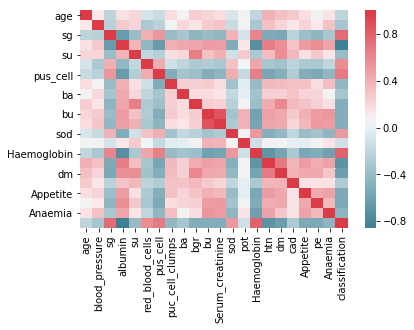 age
sg
su
pus_cell
ba
bu
sod
Haemoglobin
dm
Appetite
Anaemia
0.8
0.4
0.0
−0.4
−0.8
age
blood_pressure
sg
albumin
su
red_blood_cells
pus_cell
puc_cell_clumps
ba
bgr
bu
Serum_creatinine
sod
pot
Haemoglobin
htn
dm
cad
Appetite
pe
Anaemia
classification